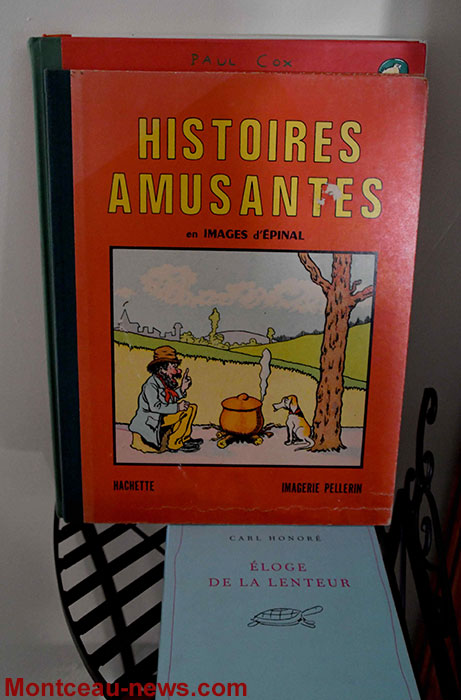 PAUL COX
HISTOIRES
AMUSANTES
en IMAGES d'ÉPINAL
HACHETTE
IMAGERIE PELLERIN
CARL HONORÉ
ÉLOGE
DE LA LENTEUR
Montceau-news.com